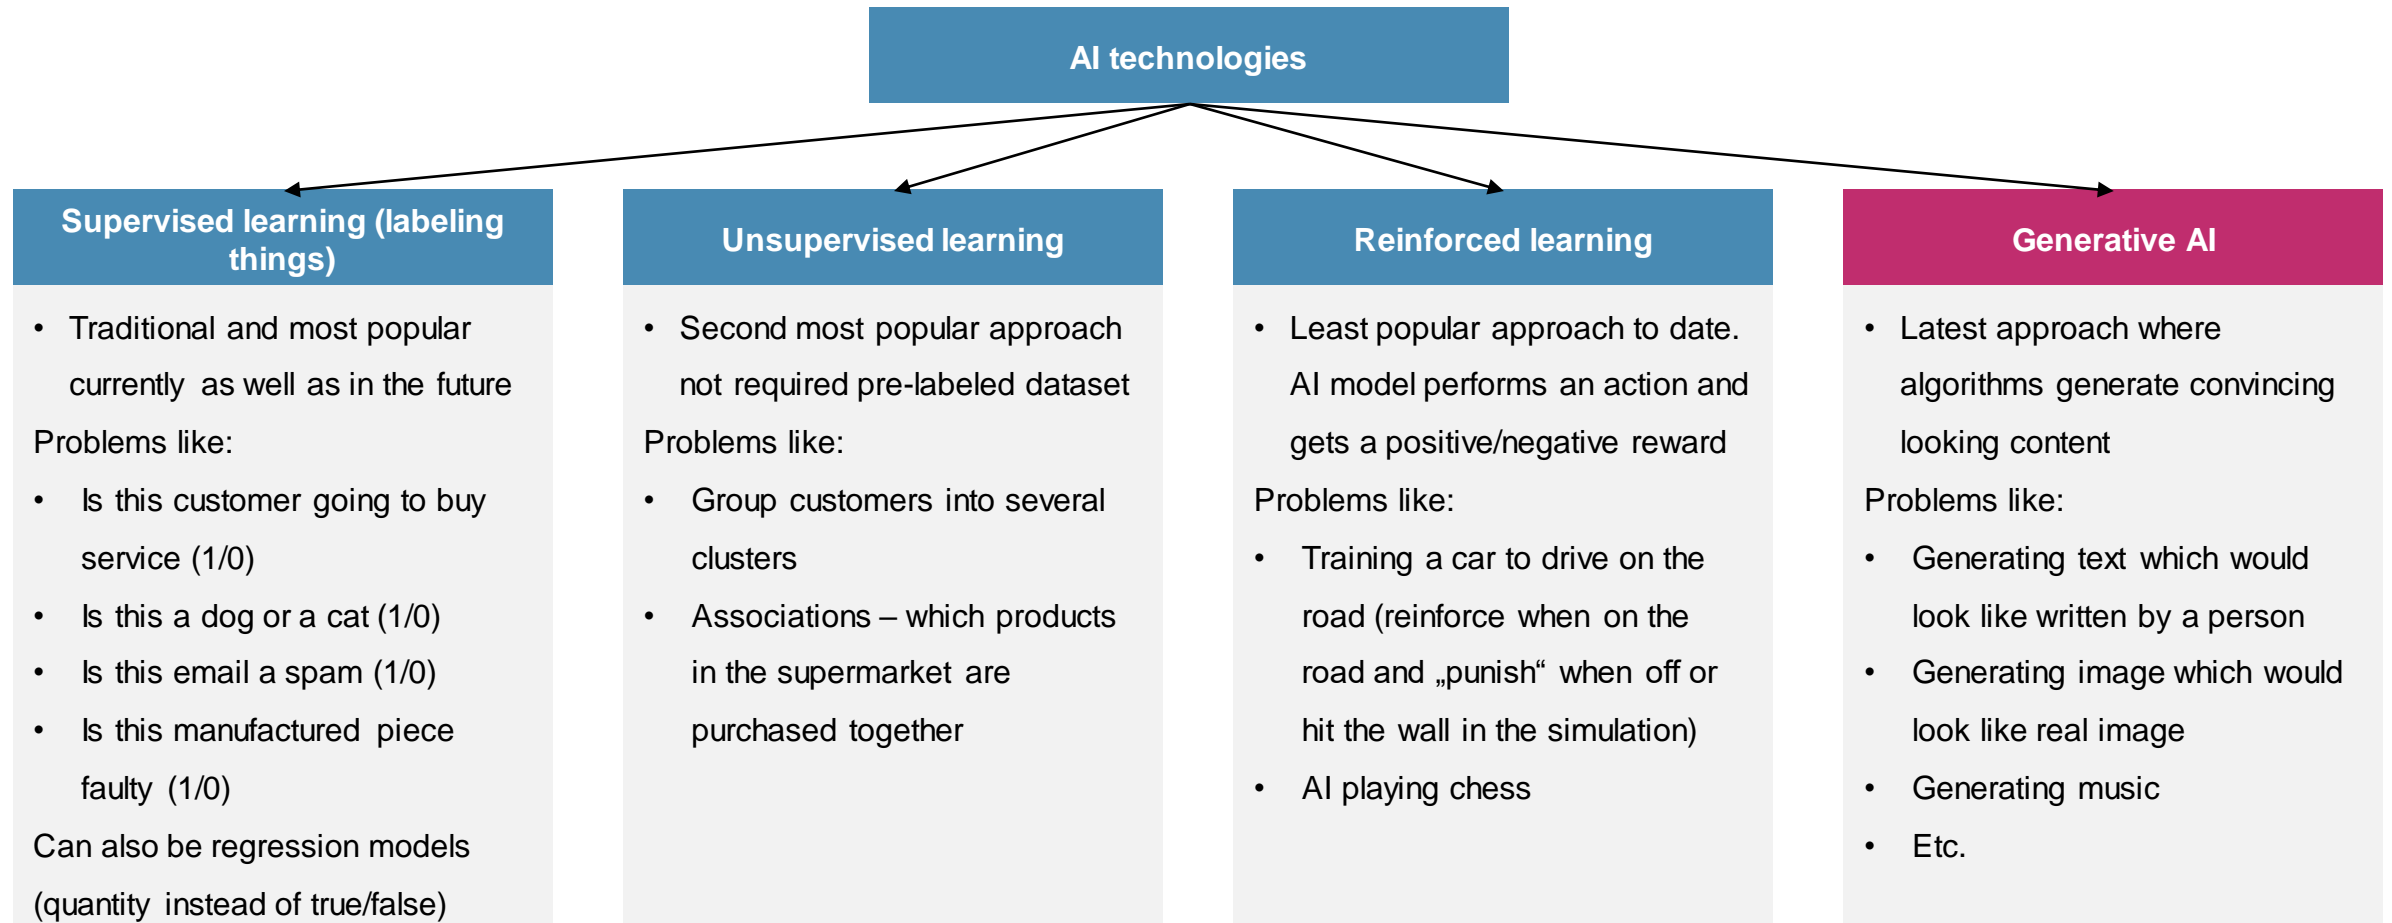 AI technologies
Supervised learning (labeling
things)
• Traditional and most popular
currently as well as in the future
Problems like:
• Is this customer going to buy
service (1/0)
• Is this a dog or a cat (1/0)
• Is this email a spam (1/0)
• Is this manufactured piece
faulty (1/0)
Can also be regression models
(quantity instead of true/false)
Unsupervised learning
• Second most popular approach
not required pre-labeled dataset
Problems like:
• Group customers into several
clusters
• Associations – which products
in the supermarket are
purchased together
Reinforced learning
• Least popular approach to date.
AI model performs an action and
gets a positive/negative reward
Problems like:
• Training a car to drive on the
road (reinforce when on the
road and „punish“ when off or
hit the wall in the simulation)
• AI playing chess
Generative AI
• Latest approach where
algorithms generate convincing
looking content
Problems like:
• Generating text which would
look like written by a person
• Generating image which would
look like real image
• Generating music
• Etc.